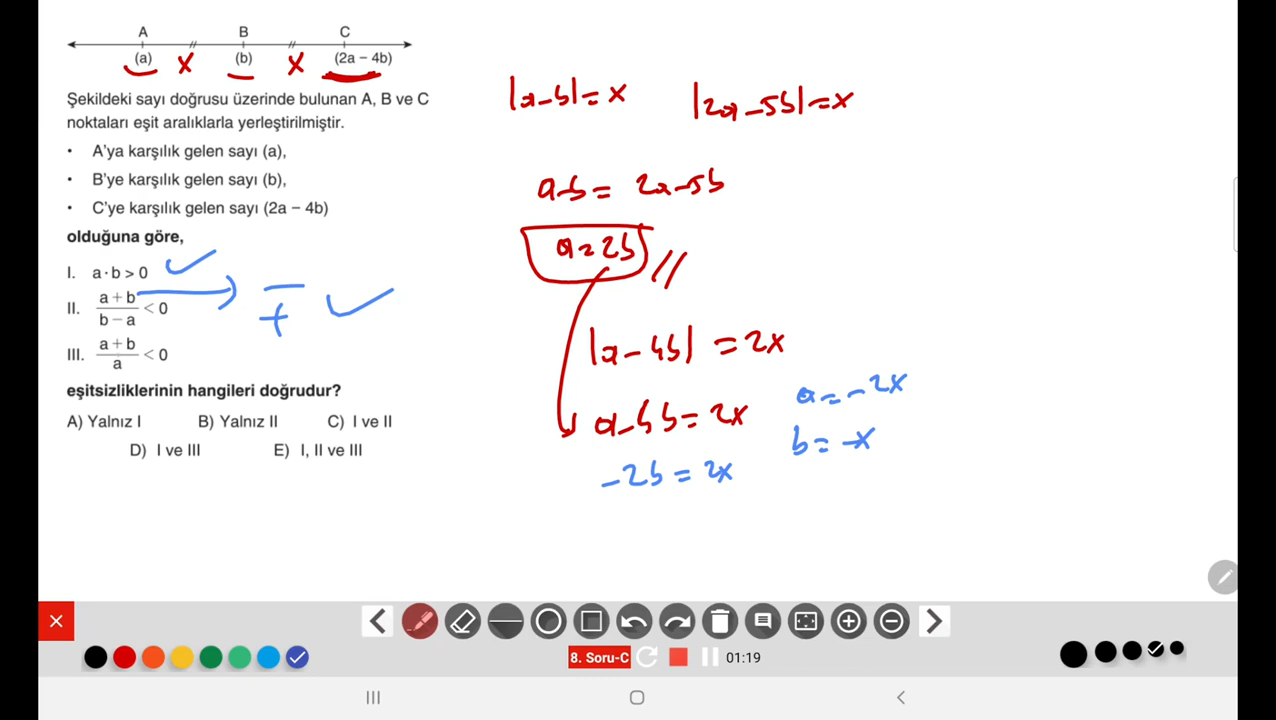 A B C
(a) x (b) x (2a – 4b)
Şekildeki sayı doğrusu üzerinde bulunan A, B ve C
noktaları eşit aralıklarla yerleştirilmiştir.
• A'ya karşılık gelen sayı (a),
• B'ye karşılık gelen sayı (b),
• C'ye karşılık gelen sayı (2a – 4b)
olduğuna göre,
I. a · b > 0
II. a + b / b – a < 0
III. a + b / a < 0
eşitsizliklerinin hangileri doğrudur?
A) Yalnız I B) Yalnız II C) I ve II
D) I ve III E) I, II ve III
– / +
|a-b|=x |2a-5b|=x
a-b= 2a-5b
a=2b //
|a-4b| =2x
a-4b=2x
-2b=2x
a=-2x
b=-x
8. Soru-C 01:19